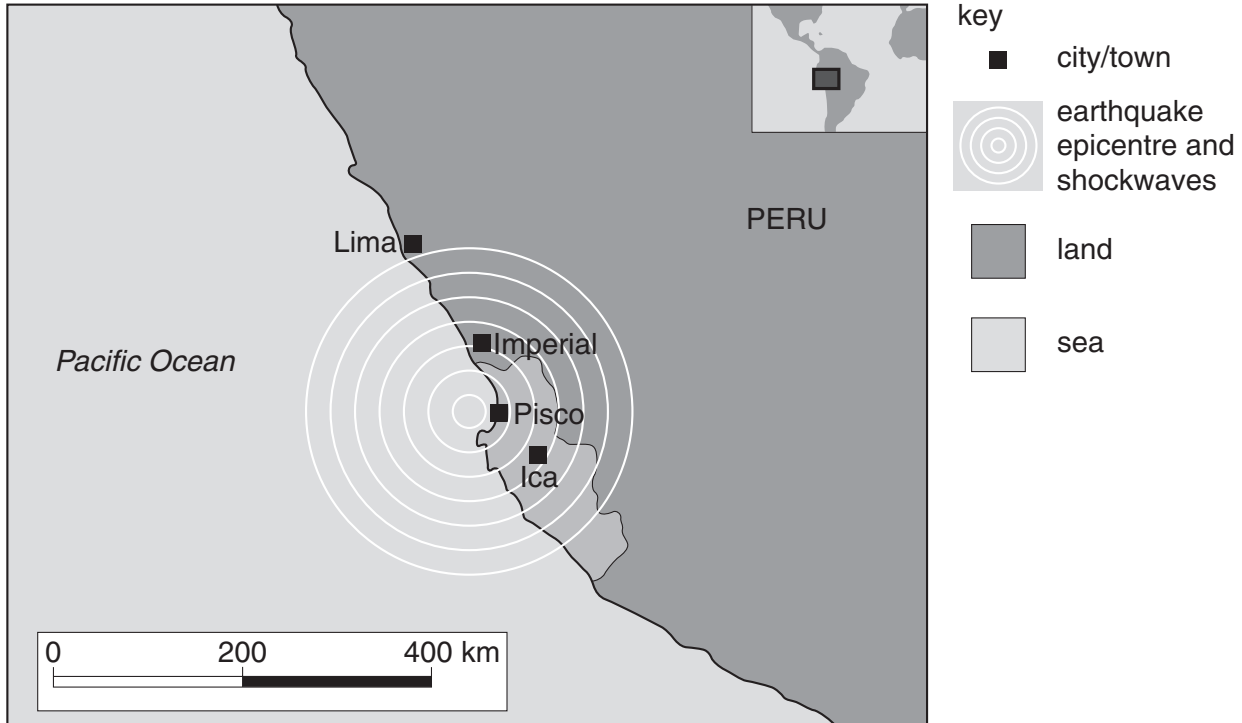 key
city/town
earthquake
epicentre and
shockwaves
land
sea
PERU
Lima
Imperial
Pacific Ocean
Pisco
Ica
0 200 400 km